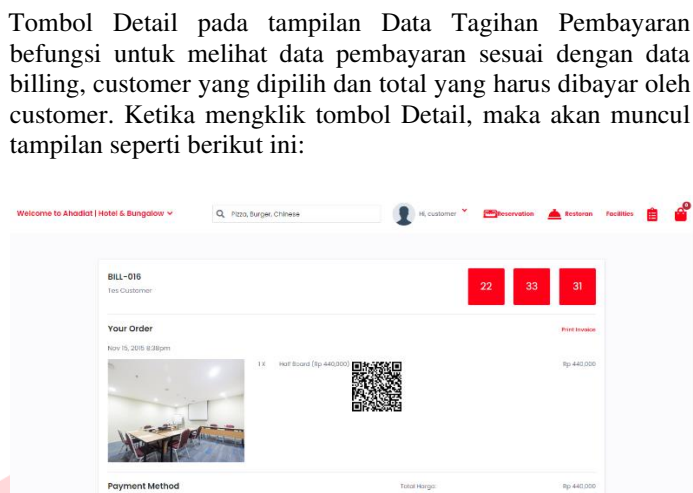 Tombol Detail pada tampilan Data Tagihan Pembayaran
befungsi untuk melihat data pembayaran sesuai dengan data
billing, customer yang dipilih dan total yang harus dibayar oleh
customer. Ketika mengklik tombol Detail, maka akan muncul
tampilan seperti berikut ini:
Welcome to Ahadiat | Hotel & Bungalow
Pizza, Burger, Chinese
Hi, customer
Reservation
Restoran
Facilities
0
BILL-016
Tes Customer
22 33 31
Your Order
Print Invoice
Nov 15, 2015 8:38pm
1 X Half Board (Rp 440,000) Rp 440,000
Payment Method
Total Harga: Rp 440,000